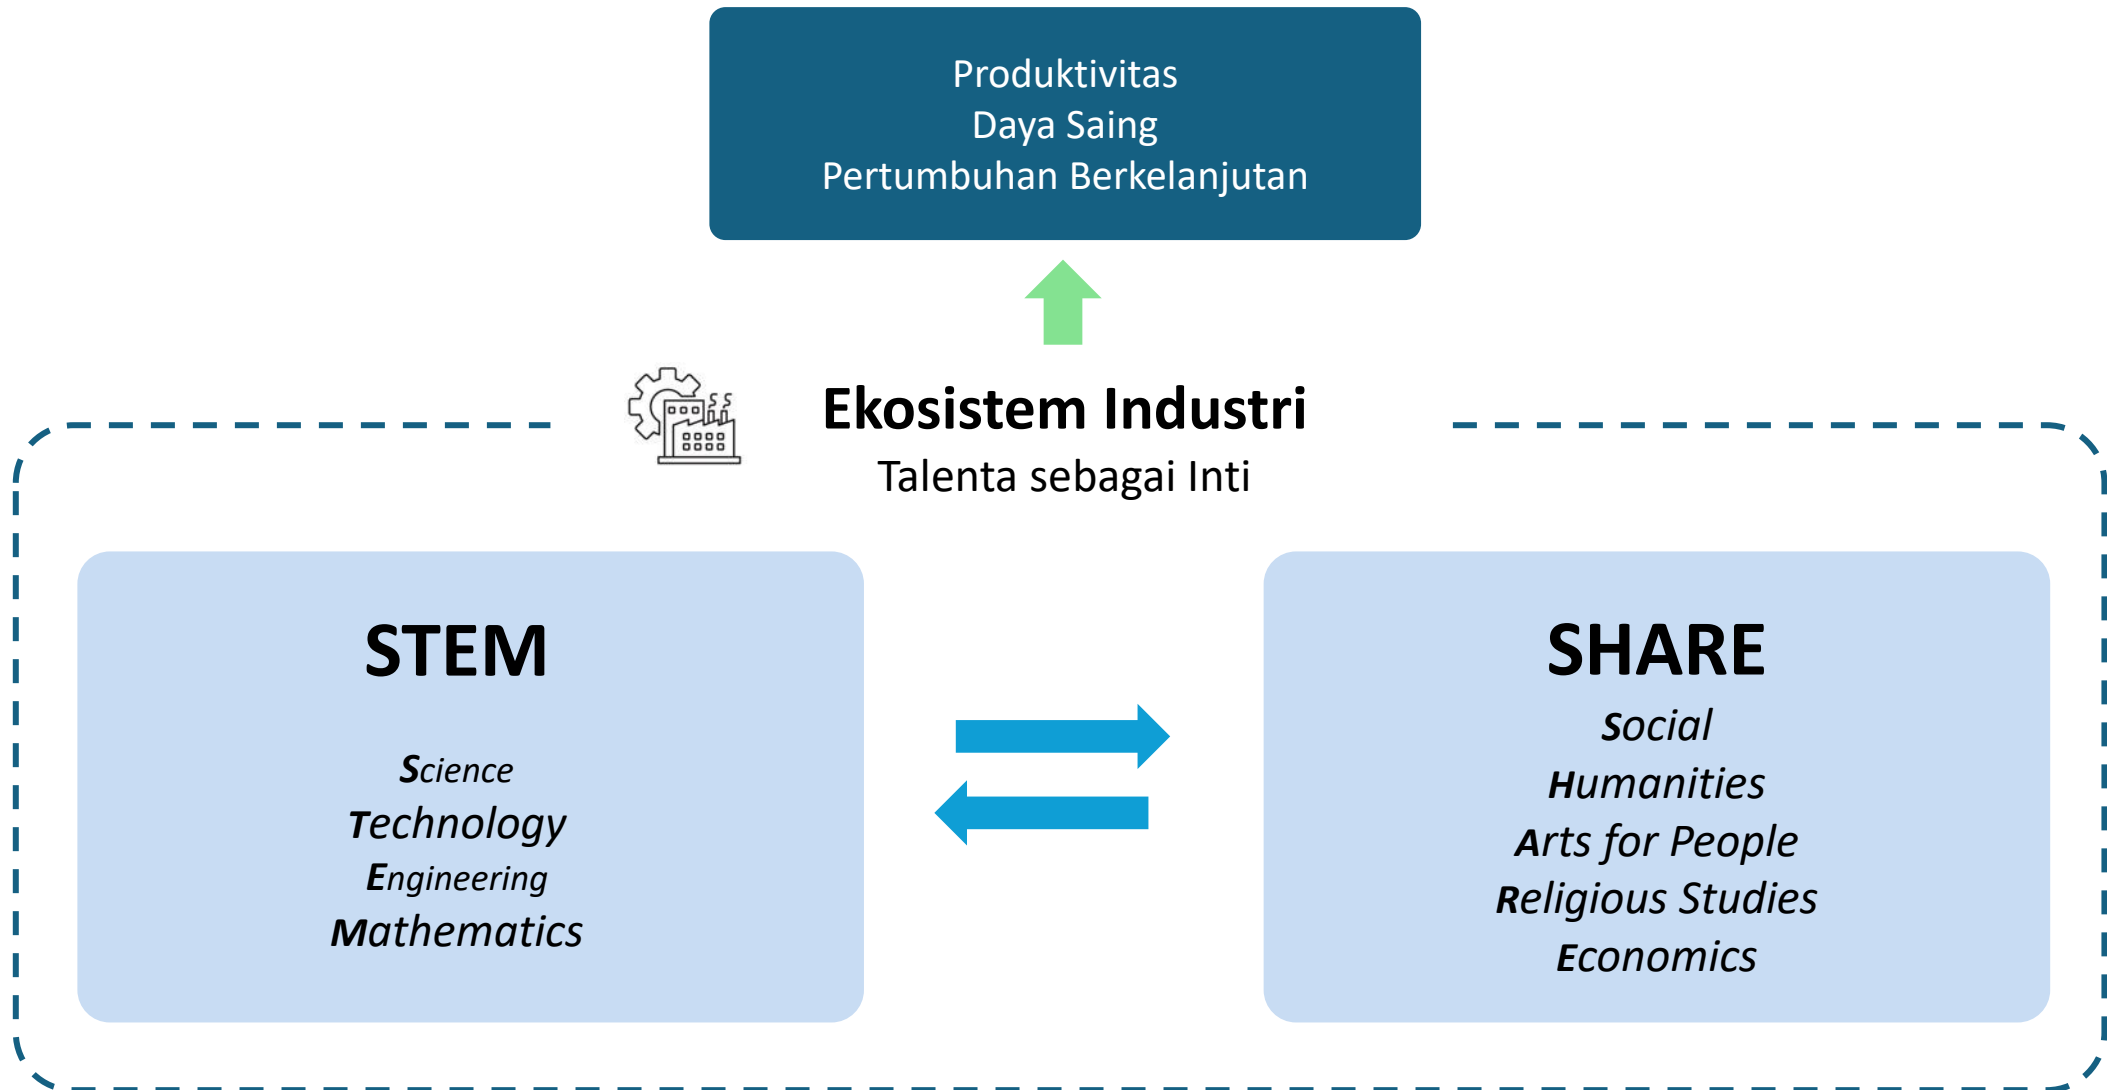 Produktivitas
Daya Saing
Pertumbuhan Berkelanjutan
Ekosistem Industri
Talenta sebagai Inti
STEM
Science
Technology
Engineering
Mathematics
SHARE
Social
Humanities
Arts for People
Religious Studies
Economics